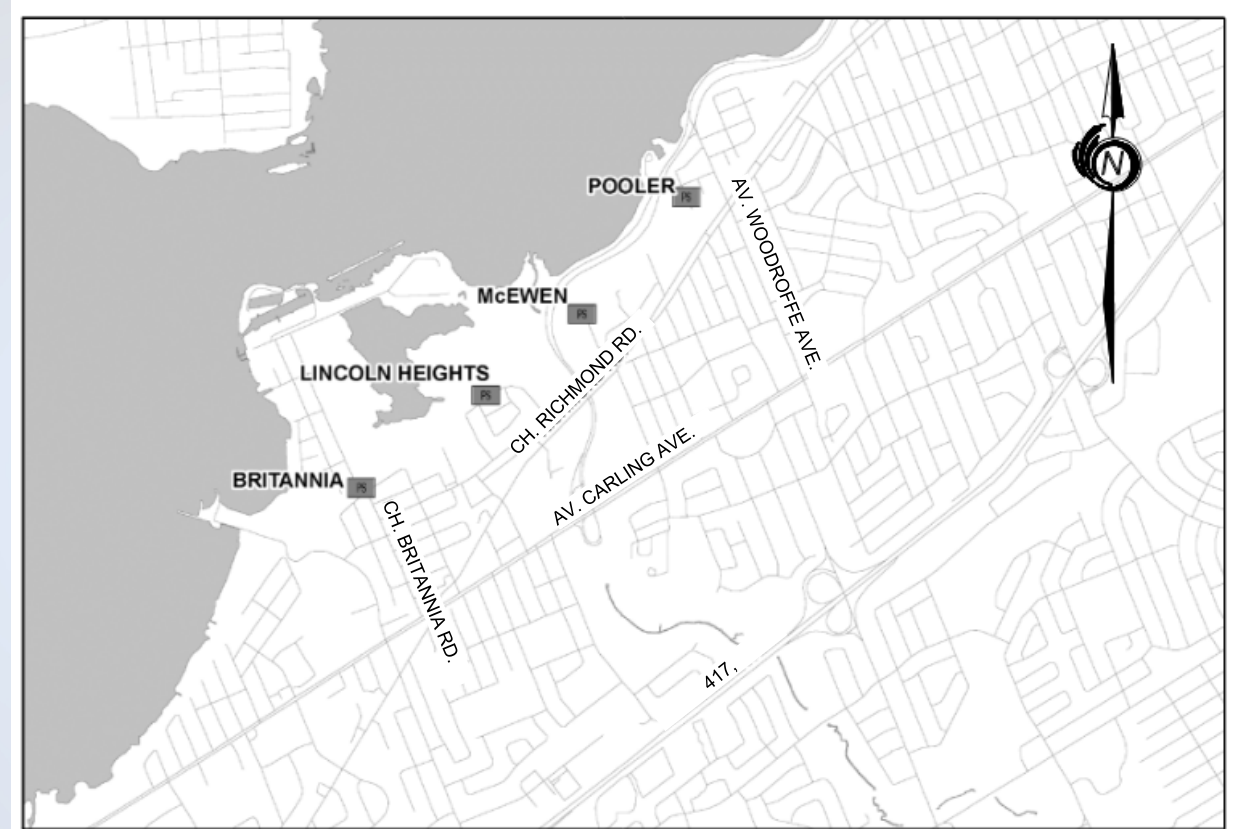 N
POOLER
PS
AV. WOODROFFE AVE.
McEWEN
PS
CH. RICHMOND RD.
LINCOLN HEIGHTS
PS
AV. CARLING AVE.
BRITANNIA
PS
CH. BRITANNIA RD.
417,